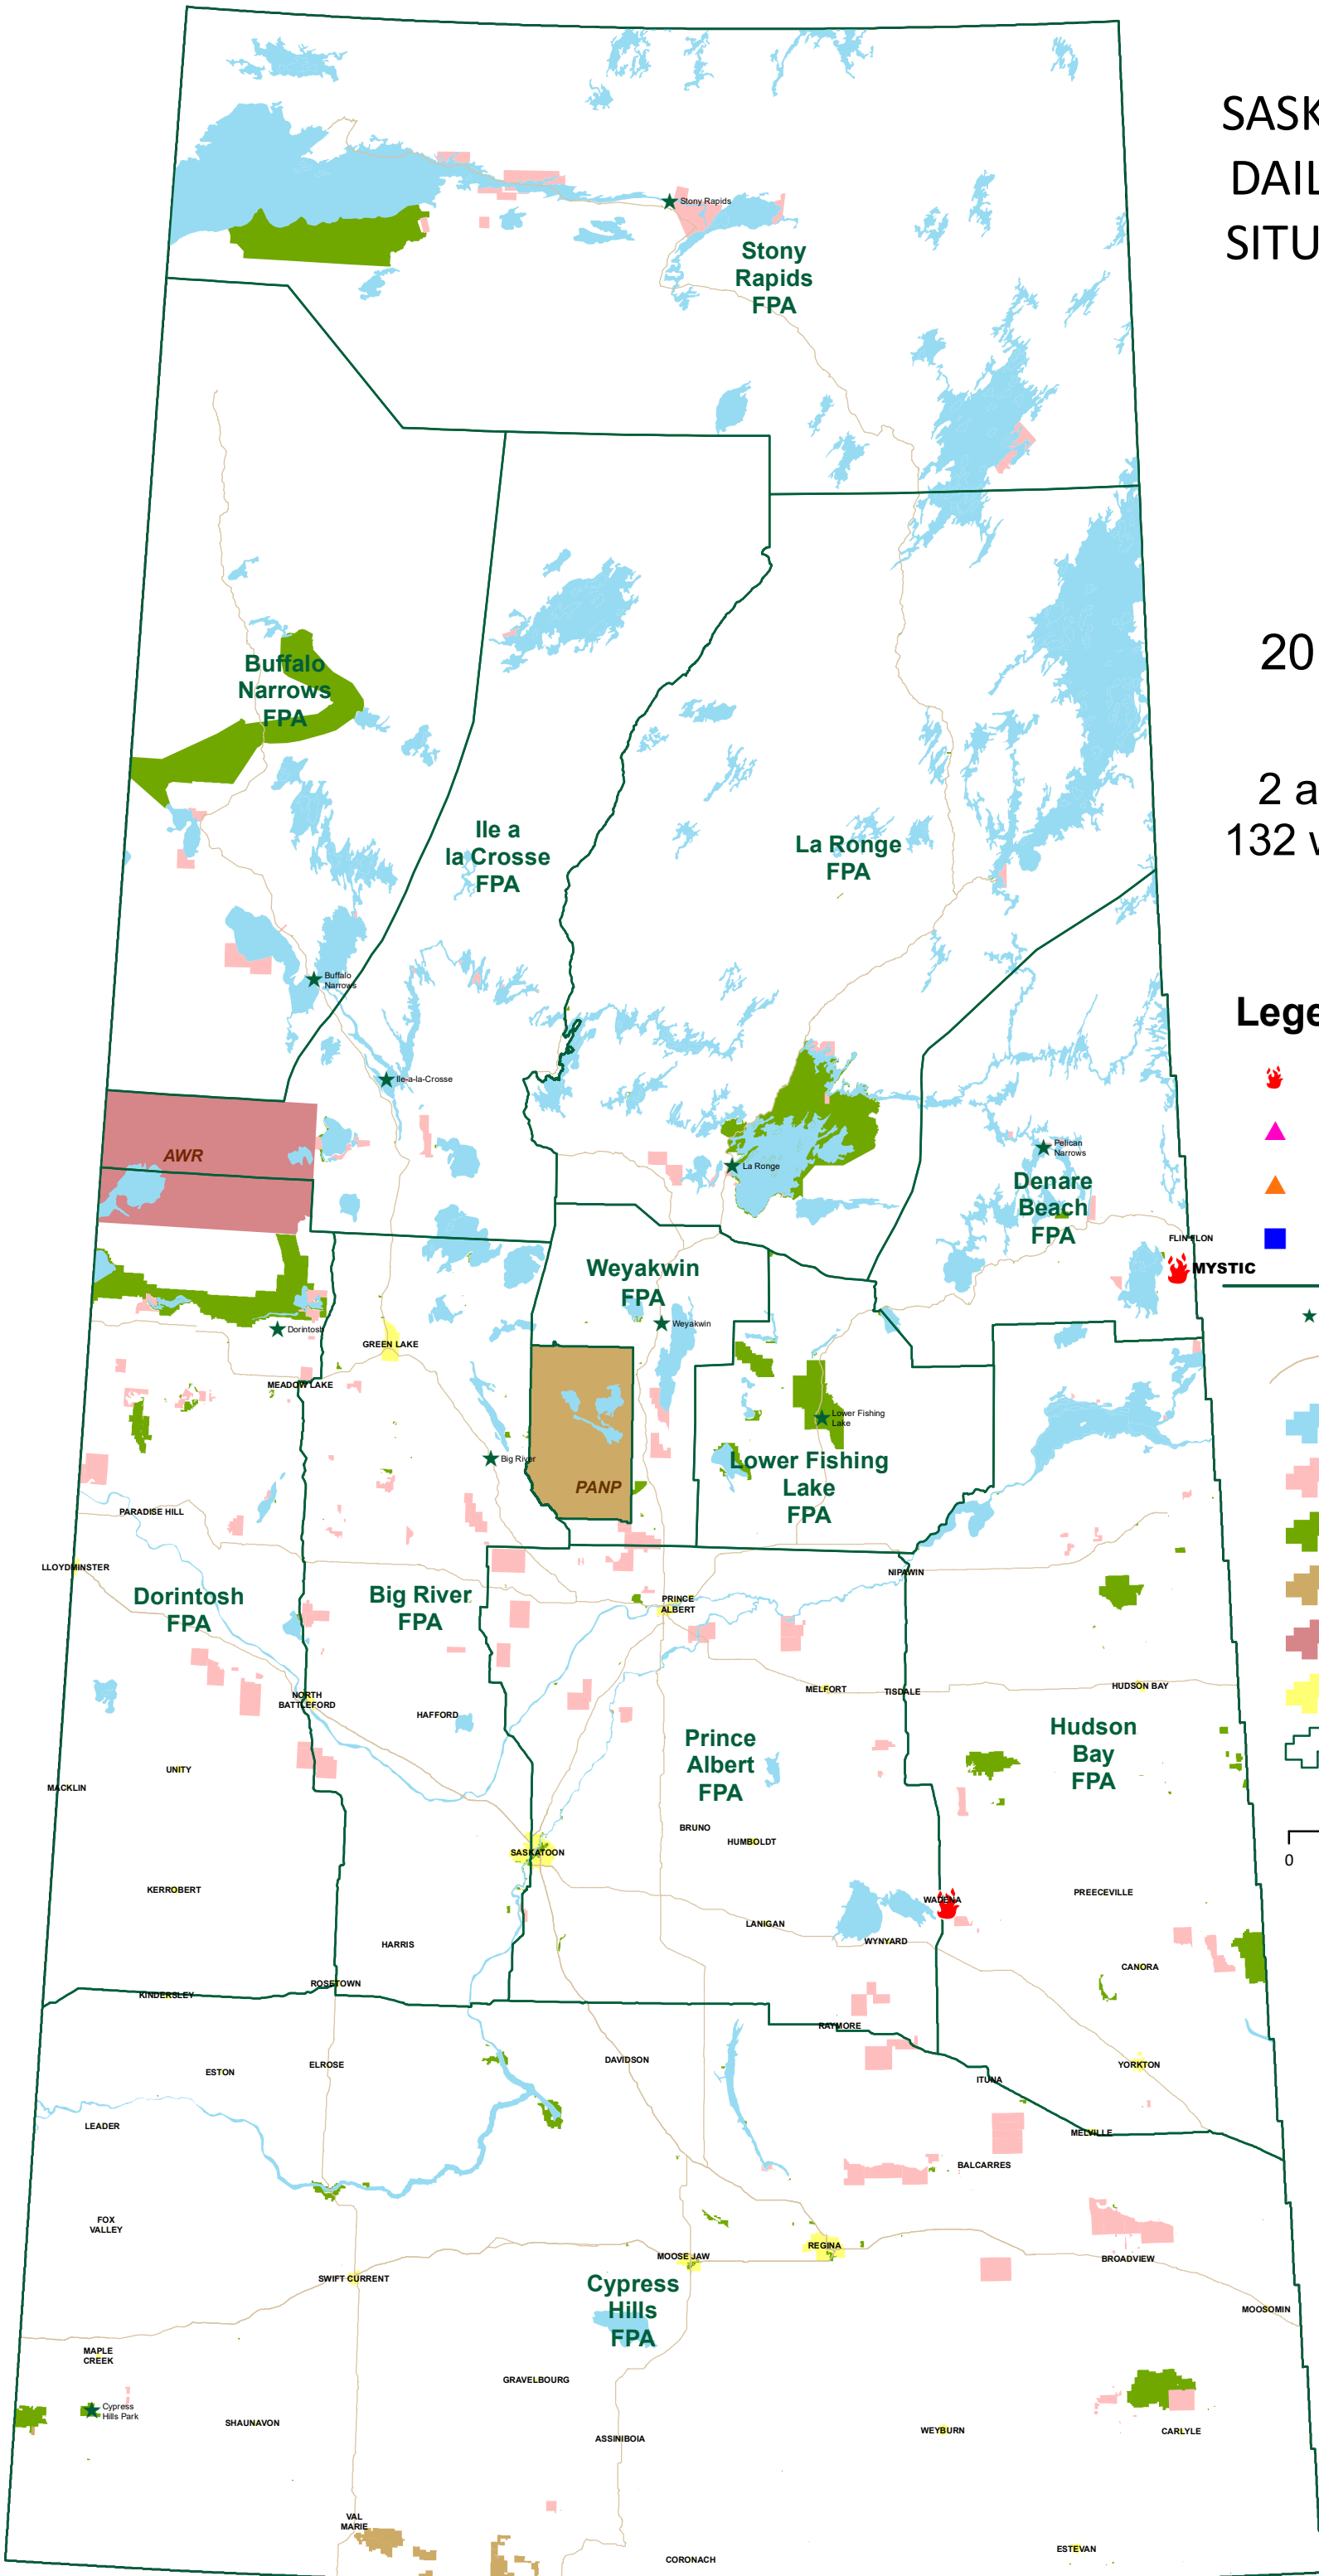 SASK
DAIL
SITU
Stony Rapids
Stony
Rapids
FPA
20
Buffalo
Narrows
FPA
2 a
132 w
Ile a
la Crosse
FPA
La Ronge
FPA
Buffalo
Narrows
Lege
Ile-a-la-Crosse
AWR
La Ronge
Pelican
Narrows
Denare
Beach
FPA
FLIN FLON
MYSTIC
Weyakwin
FPA
Weyakwin
Dorintosh
GREEN LAKE
MEADOW LAKE
Lower Fishing
Lake
Big River
PANP
Lower Fishing
Lake
FPA
PARADISE HILL
LLOYDMINSTER
NIPAWIN
Dorintosh
FPA
Big River
FPA
PRINCE
ALBERT
MELFORT
TISDALE
HUDSON BAY
NORTH
BATTLEFORD
HAFFORD
Prince
Albert
FPA
Hudson
Bay
FPA
UNITY
MACKLIN
BRUNO
HUMBOLDT
SASKATOON
0
KERROBERT
PREECEVILLE
WADENA
LANIGAN
WYNYARD
HARRIS
CANORA
ROSETOWN
KINDERSLEY
RAYMORE
DAVIDSON
ELROSE
ESTON
YORKTON
ITUNA
LEADER
MELVILLE
BALCARRES
FOX
VALLEY
REGINA
MOOSE JAW
BROADVIEW
SWIFT CURRENT
Cypress
Hills
FPA
MOOSOMIN
MAPLE
CREEK
GRAVELBOURG
Cypress
Hills Park
SHAUNAVON
ASSINIBOIA
WEYBURN
CARLYLE
VAL
MARIE
CORONACH
ESTEVAN